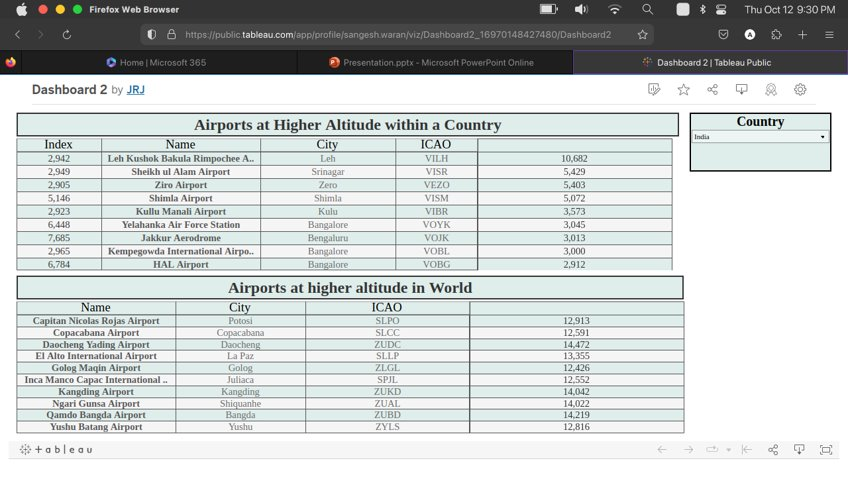 Firefox Web Browser
Thu Oct 12 9:30 PM
https://public.tableau.com/app/profile/sangesh.waran/viz/Dashboard2_16970148427480/Dashboard2
Home | Microsoft 365
Presentation.pptx - Microsoft PowerPoint Online
Dashboard 2 | Tableau Public
Dashboard 2 by JRJ
Airports at Higher Altitude within a Country
Country
India
Index Name City ICAO
2,942 Leh Kushok Bakula Rimpochee A.. Leh VILH 10,682
2,949 Sheikh ul Alam Airport Srinagar VISR 5,429
2,905 Ziro Airport Zero VEZO 5,403
5,146 Shimla Airport Shimla VISM 5,072
2,923 Kullu Manali Airport Kulu VIBR 3,573
6,448 Yelahanka Air Force Station Bangalore VOYK 3,045
7,685 Jakkur Aerodrome Bengaluru VOJK 3,013
2,965 Kempegowda International Airpo.. Bangalore VOBL 3,000
6,784 HAL Airport Bangalore VOBG 2,912
Airports at higher altitude in World
Name City ICAO
Capitan Nicolas Rojas Airport Potosi SLPO 12,913
Copacabana Airport Copacabana SLCC 12,591
Daocheng Yading Airport Daocheng ZUDC 14,472
El Alto International Airport La Paz SLLP 13,355
Golog Maqin Airport Golog ZLGL 12,426
Inca Manco Capac International .. Juliaca SPJL 12,552
Kangding Airport Kangding ZUKD 14,042
Ngari Gunsa Airport Shiquanhe ZUAL 14,022
Qamdo Bangda Airport Bangda ZUBD 14,219
Yushu Batang Airport Yushu ZYLS 12,816
+ableau